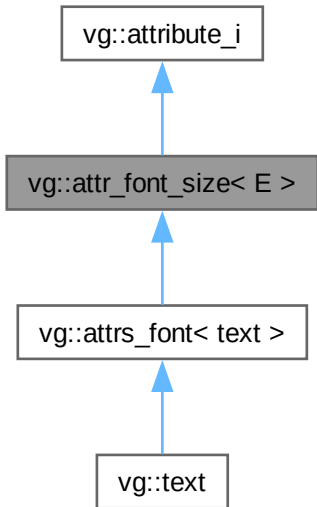 vg::attribute_i
vg::attr_font_size< E >
vg::attrs_font< text >
vg::text